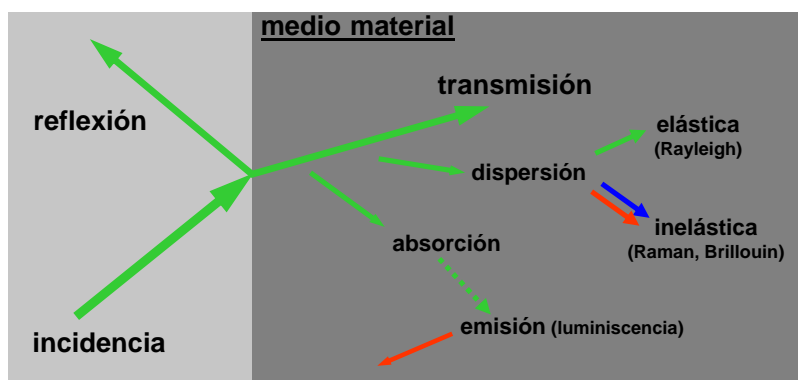 medio material
transmisión
reflexión
elástica
(Rayleigh)
dispersión
inelástica
(Raman, Brillouin)
absorción
emisión (luminiscencia)
incidencia